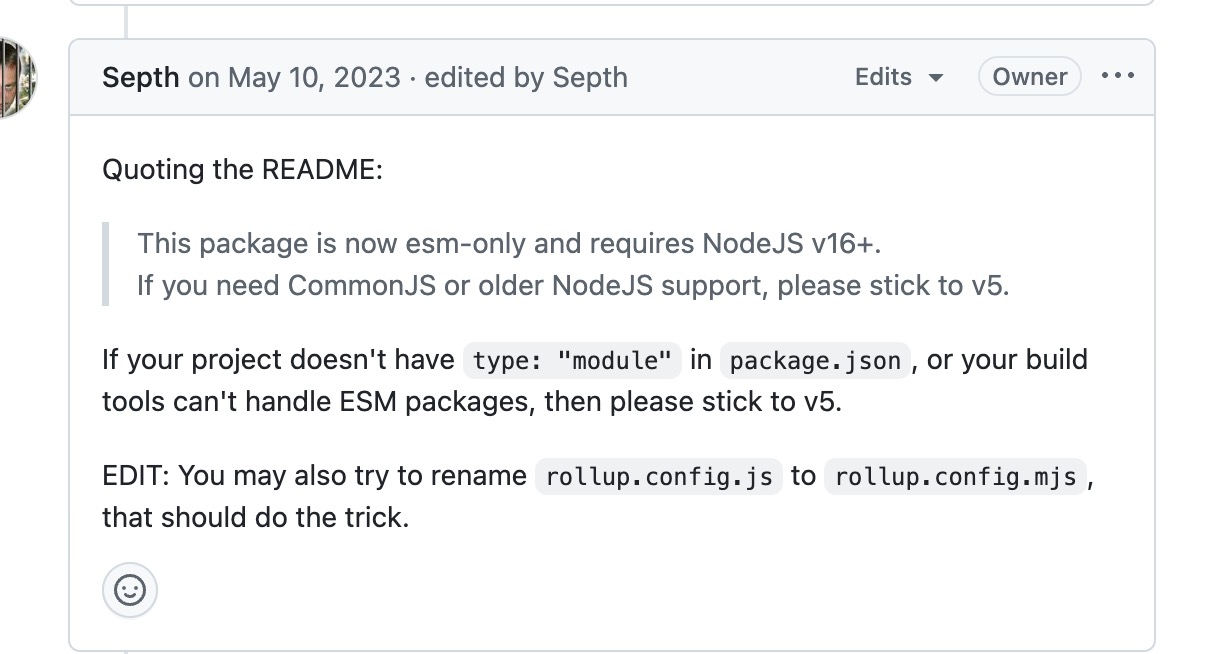 Septh on May 10, 2023 · edited by Septh
Edits
Owner
Quoting the README:
This package is now esm-only and requires NodeJS v16+.
If you need CommonJS or older NodeJS support, please stick to v5.
If your project doesn't have type: "module" in package.json, or your build
tools can't handle ESM packages, then please stick to v5.
EDIT: You may also try to rename rollup.config.js to rollup.config.mjs,
that should do the trick.